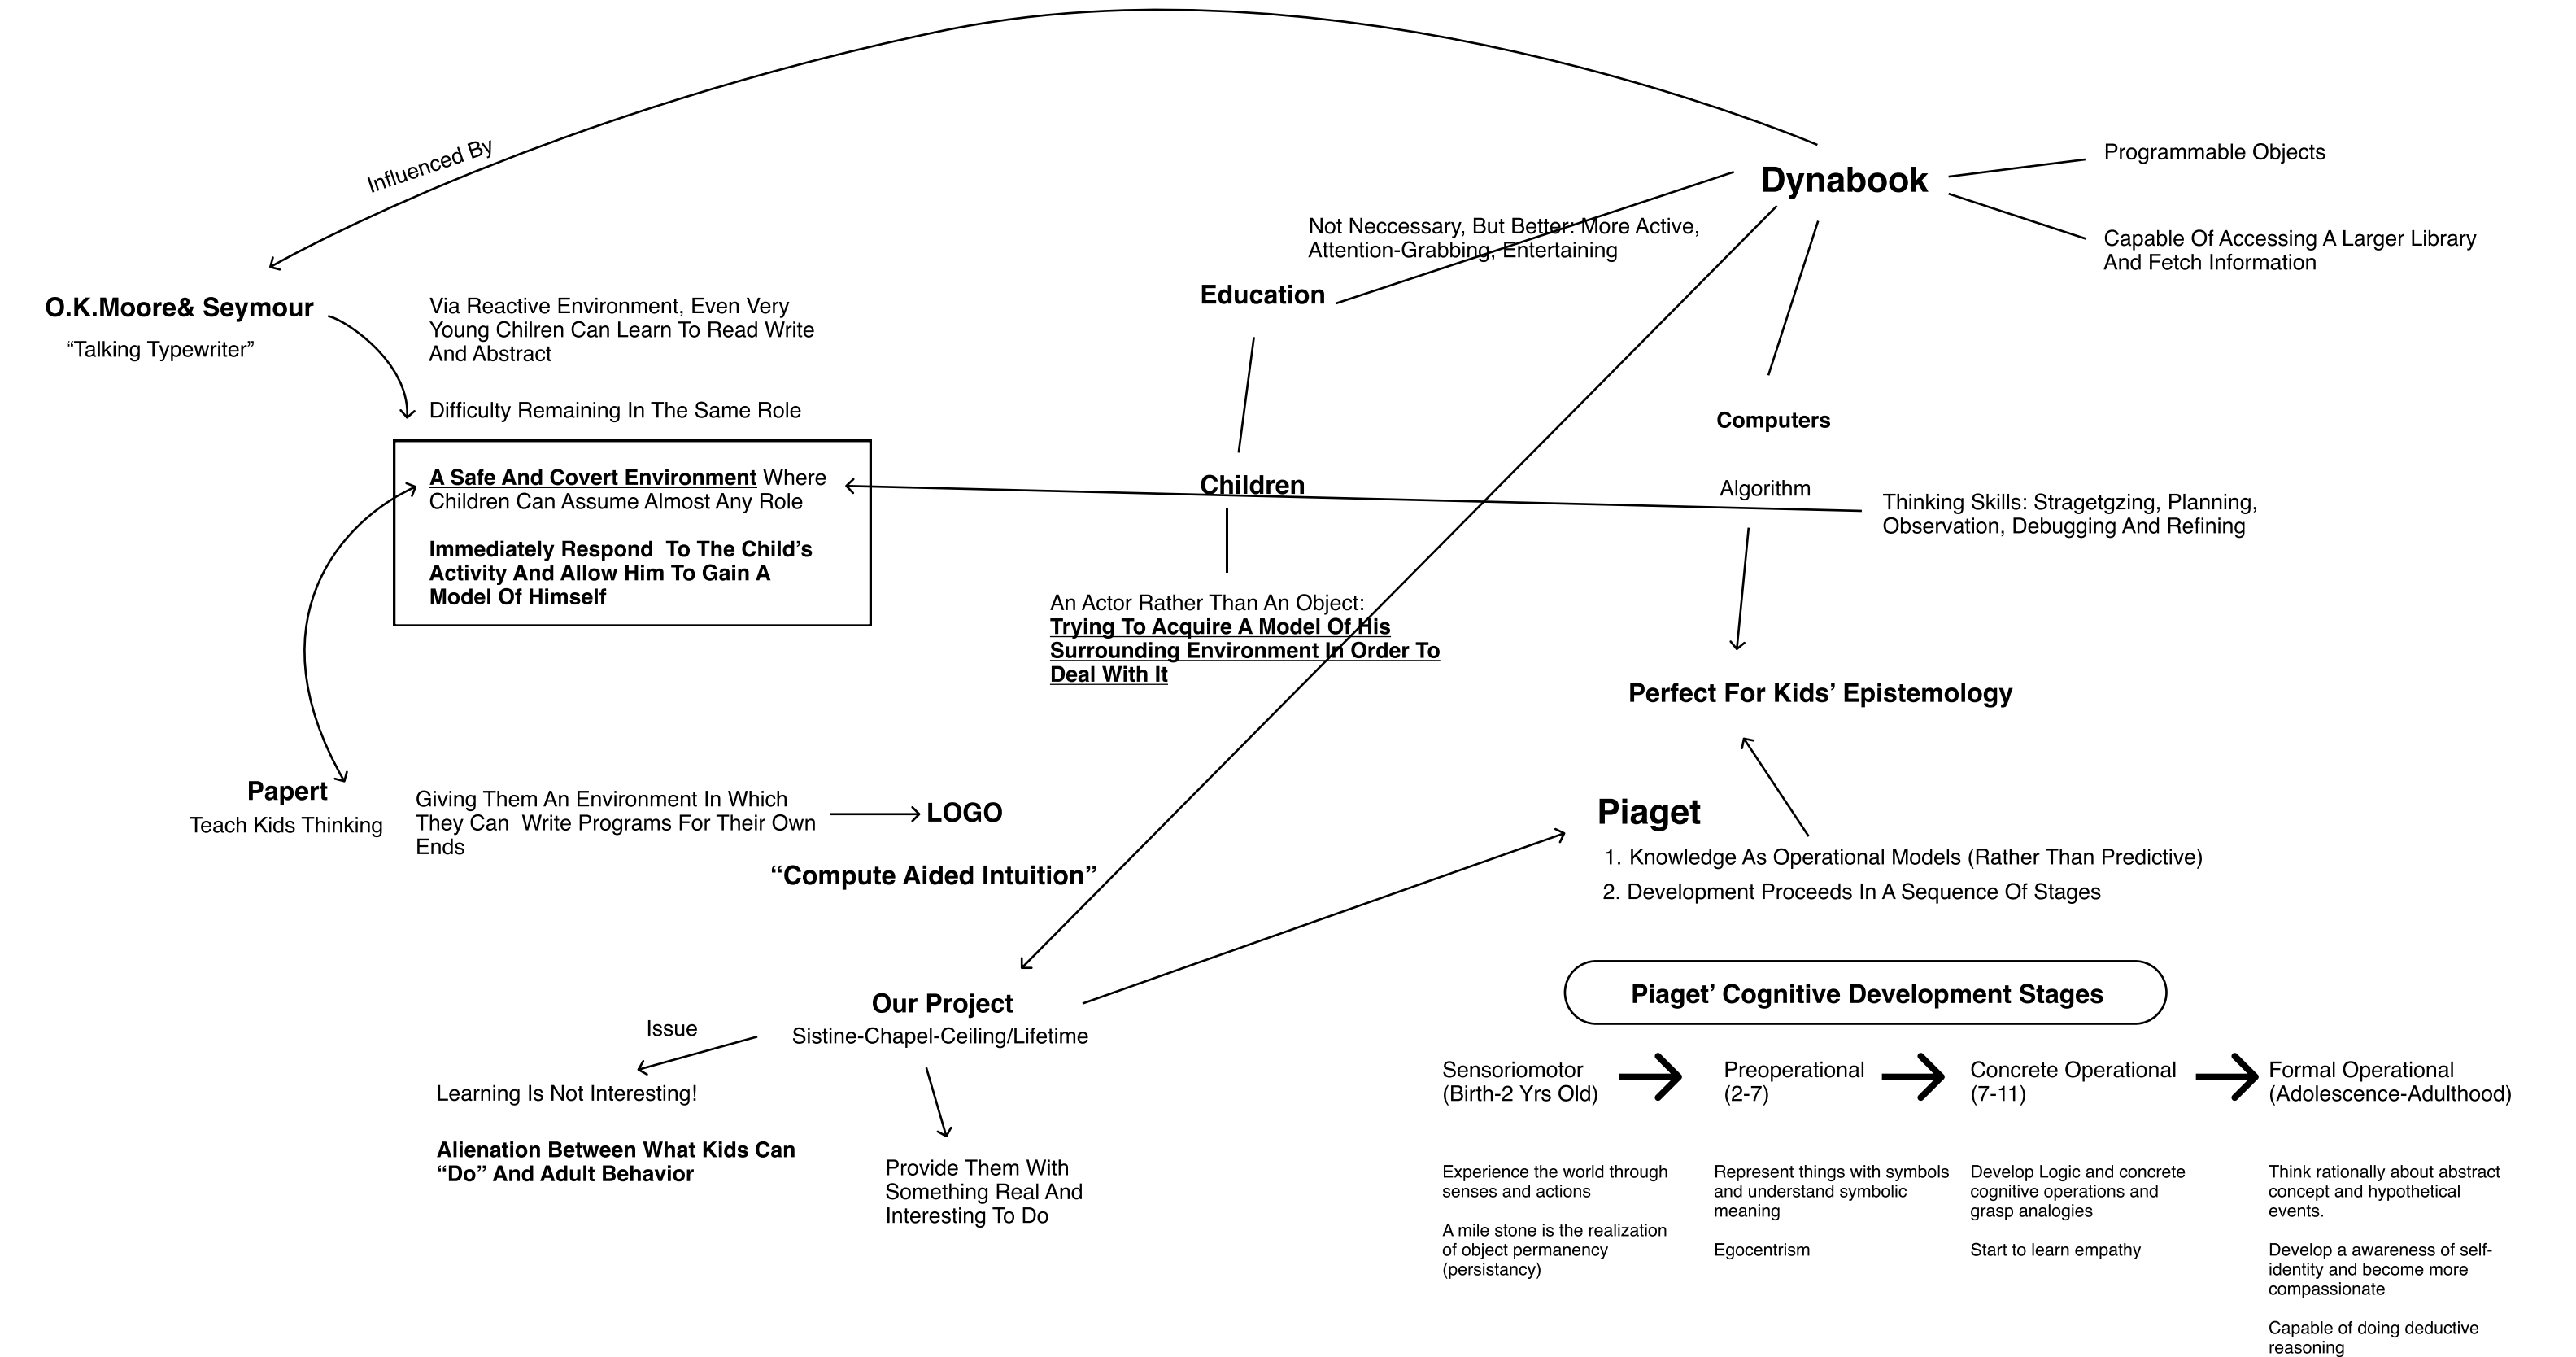 Influenced By
Dynabook
Programmable Objects
Capable Of Accessing A Larger Library
And Fetch Information
Not Neccessary, But Better: More Active,
Attention-Grabbing, Entertaining
Education
O.K.Moore& Seymour
“Talking Typewriter”
Via Reactive Environment, Even Very
Young Chilren Can Learn To Read Write
And Abstract
Difficulty Remaining In The Same Role
A Safe And Covert Environment Where
Children Can Assume Almost Any Role
Immediately Respond  To The Child’s
Activity And Allow Him To Gain A
Model Of Himself
Children
An Actor Rather Than An Object:
Trying To Acquire A Model Of His
Surrounding Environment In Order To
Deal With It
Computers
Algorithm
Thinking Skills: Stragetgzing, Planning,
Observation, Debugging And Refining
Perfect For Kids’ Epistemology
Papert
Teach Kids Thinking
Giving Them An Environment In Which
They Can  Write Programs For Their Own
Ends
LOGO
“Compute Aided Intuition”
Piaget
1. Knowledge As Operational Models (Rather Than Predictive)
2. Development Proceeds In A Sequence Of Stages
Our Project
Sistine-Chapel-Ceiling/Lifetime
Issue
Learning Is Not Interesting!
Alienation Between What Kids Can
“Do” And Adult Behavior
Provide Them With
Something Real And
Interesting To Do
Piaget’ Cognitive Development Stages
Sensoriomotor
(Birth-2 Yrs Old)
Preoperational
(2-7)
Concrete Operational
(7-11)
Formal Operational
(Adolescence-Adulthood)
Experience the world through
senses and actions
A mile stone is the realization
of object permanency
(persistancy)
Represent things with symbols
and understand symbolic
meaning
Egocentrism
Develop Logic and concrete
cognitive operations and
grasp analogies
Start to learn empathy
Think rationally about abstract
concept and hypothetical
events.
Develop a awareness of self-
identity and become more
compassionate
Capable of doing deductive
reasoning